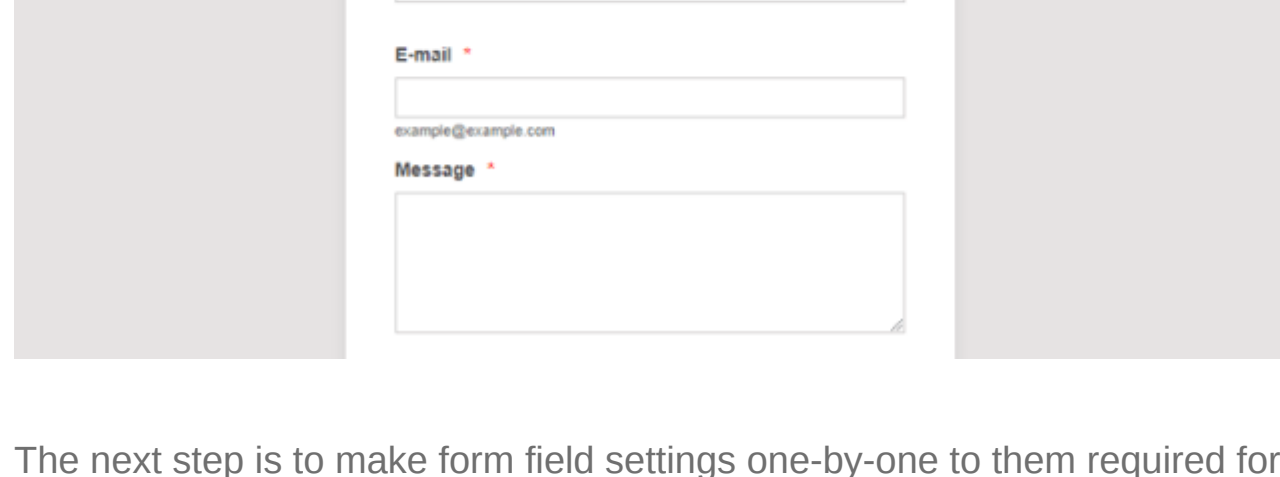 E-mail *
example@example.com
Message *
The next step is to make form field settings one-by-one to them required for